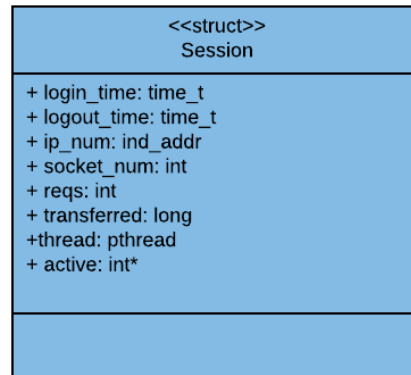 <<struct>>
Session
+ login_time: time_t
+ logout_time: time_t
+ ip_num: ind_addr
+ socket_num: int
+ reqs: int
+ transferred: long
+thread: pthread
+ active: int*